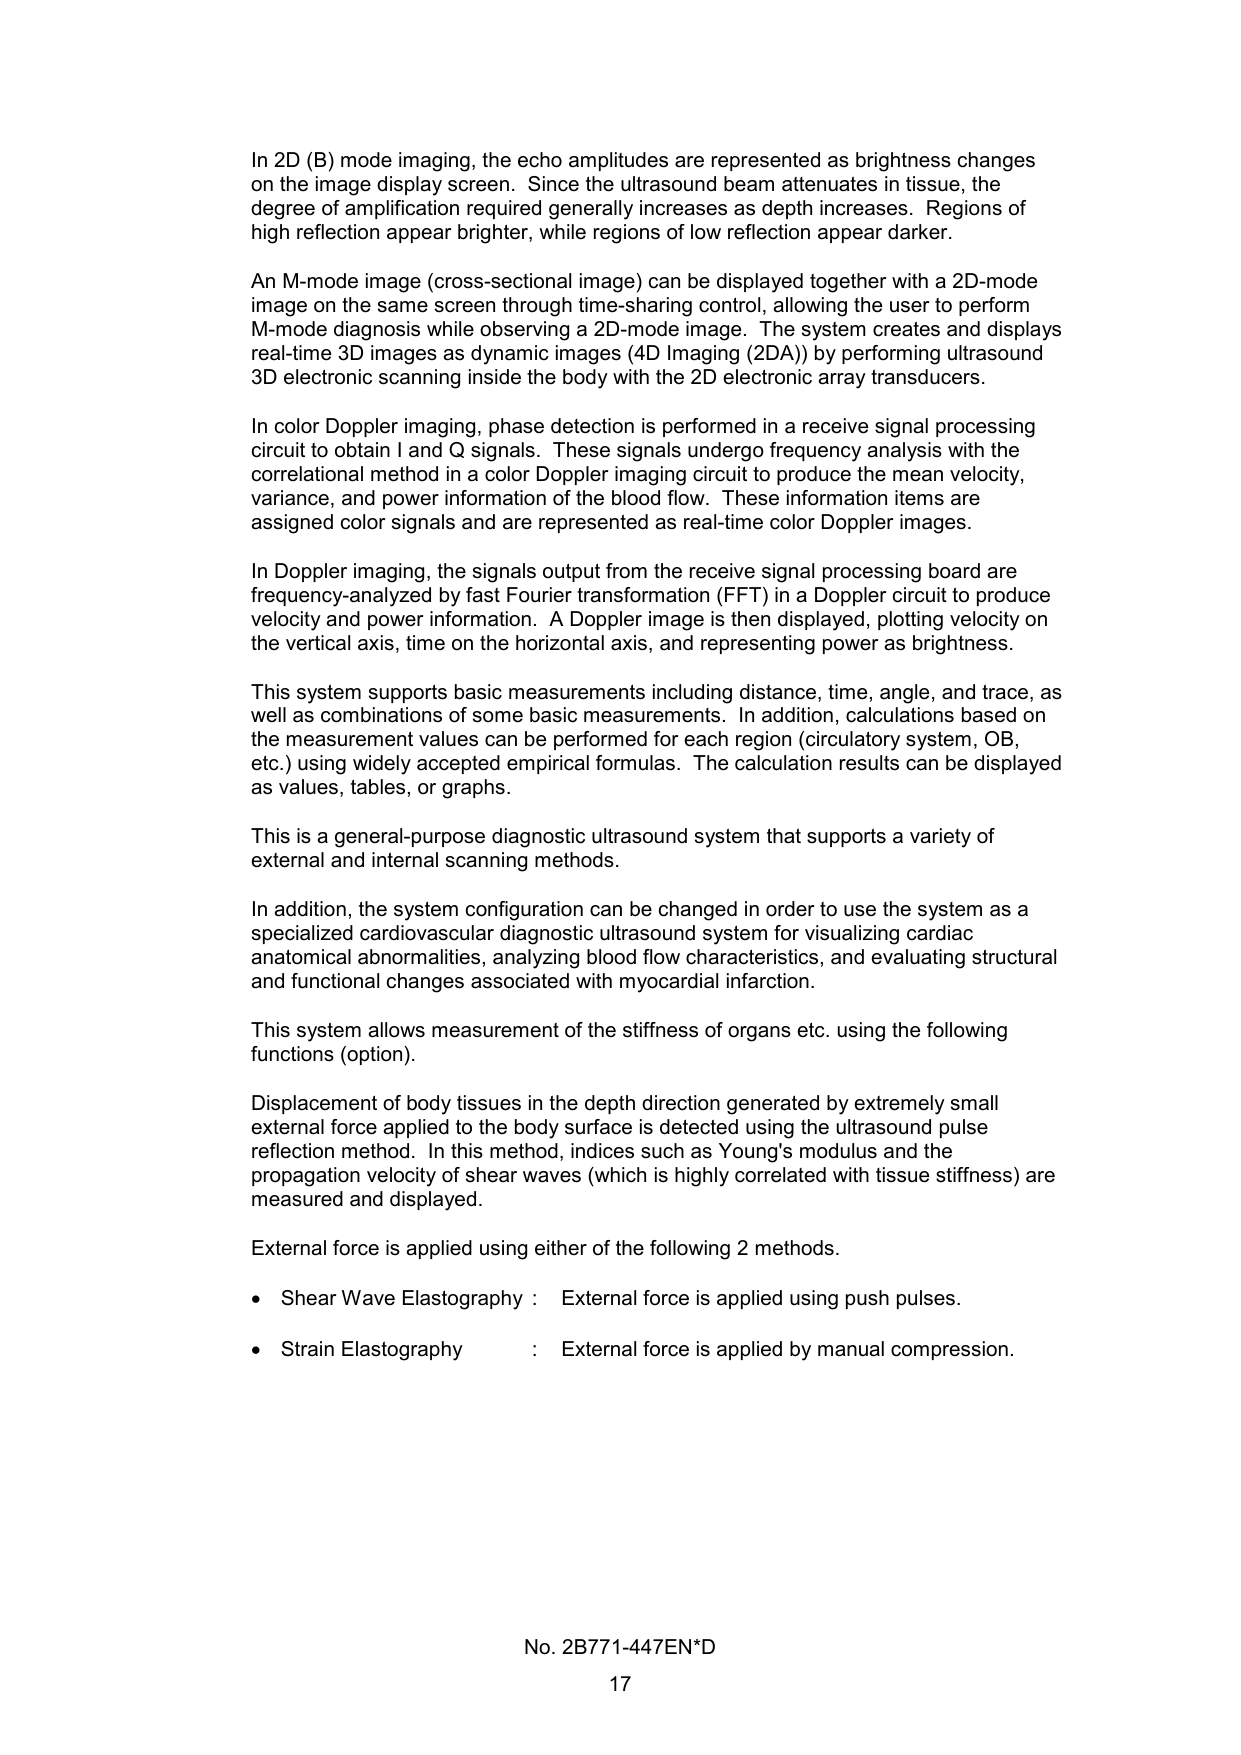 In 2D (B) mode imaging, the echo amplitudes are represented as brightness changes
on the image display screen.  Since the ultrasound beam attenuates in tissue, the
degree of amplification required generally increases as depth increases.  Regions of
high reflection appear brighter, while regions of low reflection appear darker.
An M-mode image (cross-sectional image) can be displayed together with a 2D-mode
image on the same screen through time-sharing control, allowing the user to perform
M-mode diagnosis while observing a 2D-mode image.  The system creates and displays
real-time 3D images as dynamic images (4D Imaging (2DA)) by performing ultrasound
3D electronic scanning inside the body with the 2D electronic array transducers.
In color Doppler imaging, phase detection is performed in a receive signal processing
circuit to obtain I and Q signals.  These signals undergo frequency analysis with the
correlational method in a color Doppler imaging circuit to produce the mean velocity,
variance, and power information of the blood flow.  These information items are
assigned color signals and are represented as real-time color Doppler images.
In Doppler imaging, the signals output from the receive signal processing board are
frequency-analyzed by fast Fourier transformation (FFT) in a Doppler circuit to produce
velocity and power information.  A Doppler image is then displayed, plotting velocity on
the vertical axis, time on the horizontal axis, and representing power as brightness.
This system supports basic measurements including distance, time, angle, and trace, as
well as combinations of some basic measurements.  In addition, calculations based on
the measurement values can be performed for each region (circulatory system, OB,
etc.) using widely accepted empirical formulas.  The calculation results can be displayed
as values, tables, or graphs.
This is a general-purpose diagnostic ultrasound system that supports a variety of
external and internal scanning methods.
In addition, the system configuration can be changed in order to use the system as a
specialized cardiovascular diagnostic ultrasound system for visualizing cardiac
anatomical abnormalities, analyzing blood flow characteristics, and evaluating structural
and functional changes associated with myocardial infarction.
This system allows measurement of the stiffness of organs etc. using the following
functions (option).
Displacement of body tissues in the depth direction generated by extremely small
external force applied to the body surface is detected using the ultrasound pulse
reflection method.  In this method, indices such as Young's modulus and the
propagation velocity of shear waves (which is highly correlated with tissue stiffness) are
measured and displayed.
External force is applied using either of the following 2 methods.
• Shear Wave Elastography : External force is applied using push pulses.
• Strain Elastography : External force is applied by manual compression.
No. 2B771-447EN*D
17